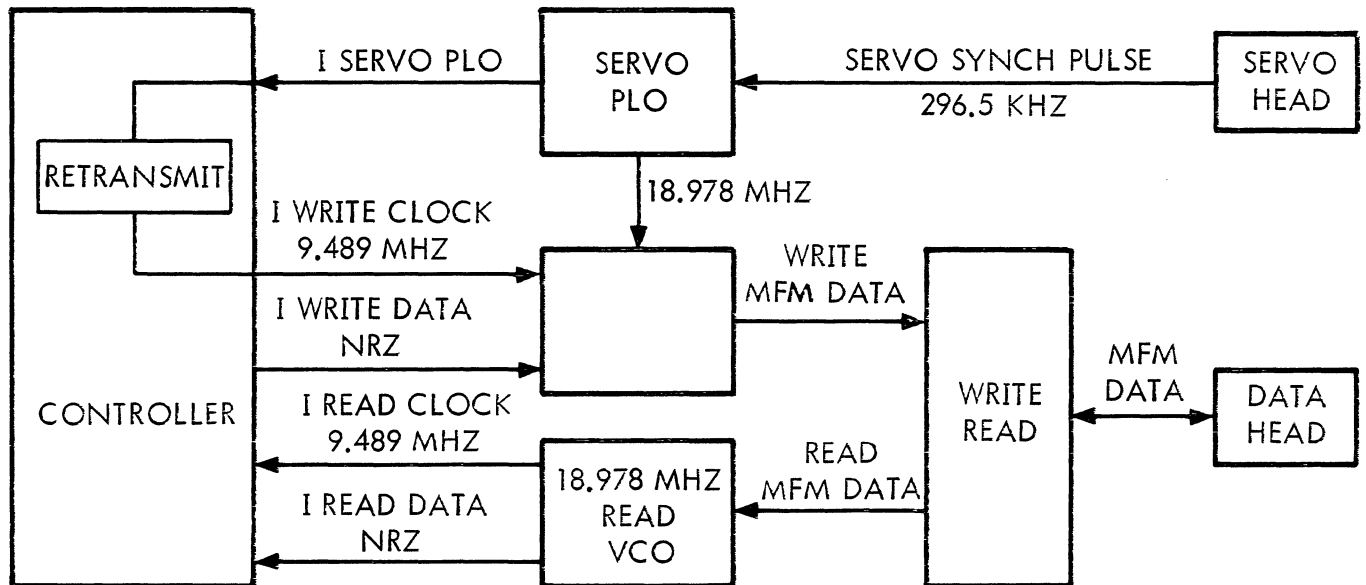 I SERVO PLO
SERVO
PLO
SERVO SYNCH PULSE
296.5 KHZ
SERVO
HEAD
RETRANSMIT
18.978 MHZ
I WRITE CLOCK
9.489 MHZ
I WRITE DATA
NRZ
WRITE
MFM DATA
CONTROLLER
I READ CLOCK
9.489 MHZ
I READ DATA
NRZ
18.978 MHZ
READ
VCO
READ
MFM DATA
WRITE
READ
MFM
DATA
DATA
HEAD